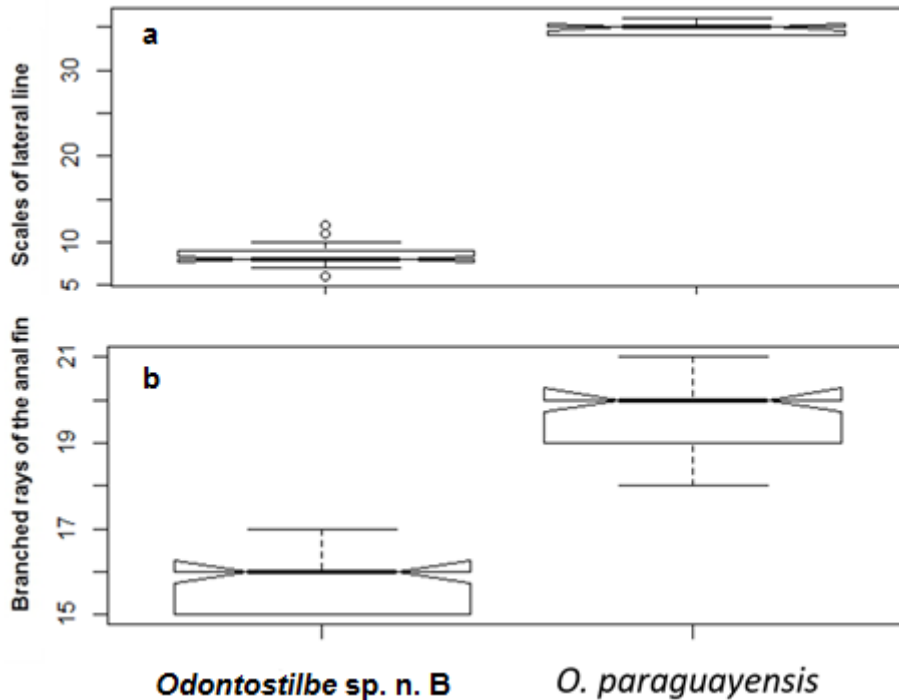 a
Scales of lateral line
30
20
10
5
b
Branched rays of the anal fin
21
19
17
15
Odontostilbe sp. n. B
O. paraguayensis